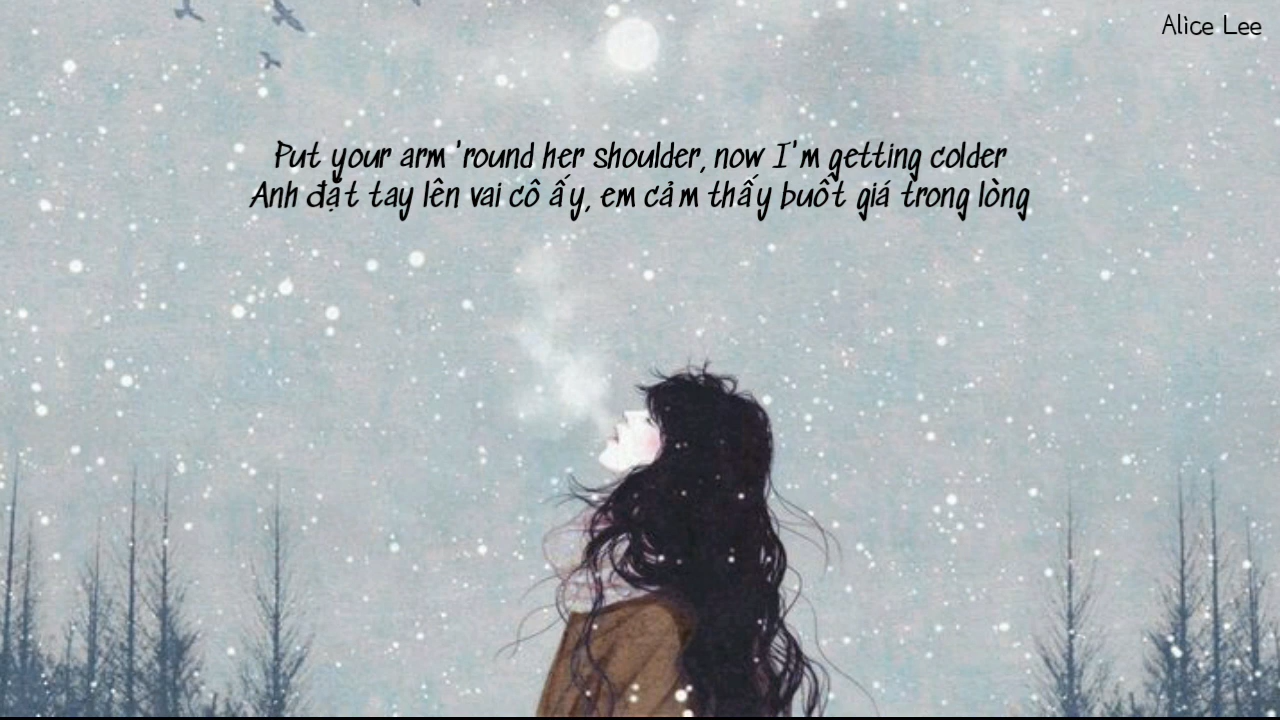 Alice Lee
Put your arm 'round her shoulder, now I'm getting colder
Anh đặt tay lên vai cô ấy, em cảm thấy buốt giá trong lòng